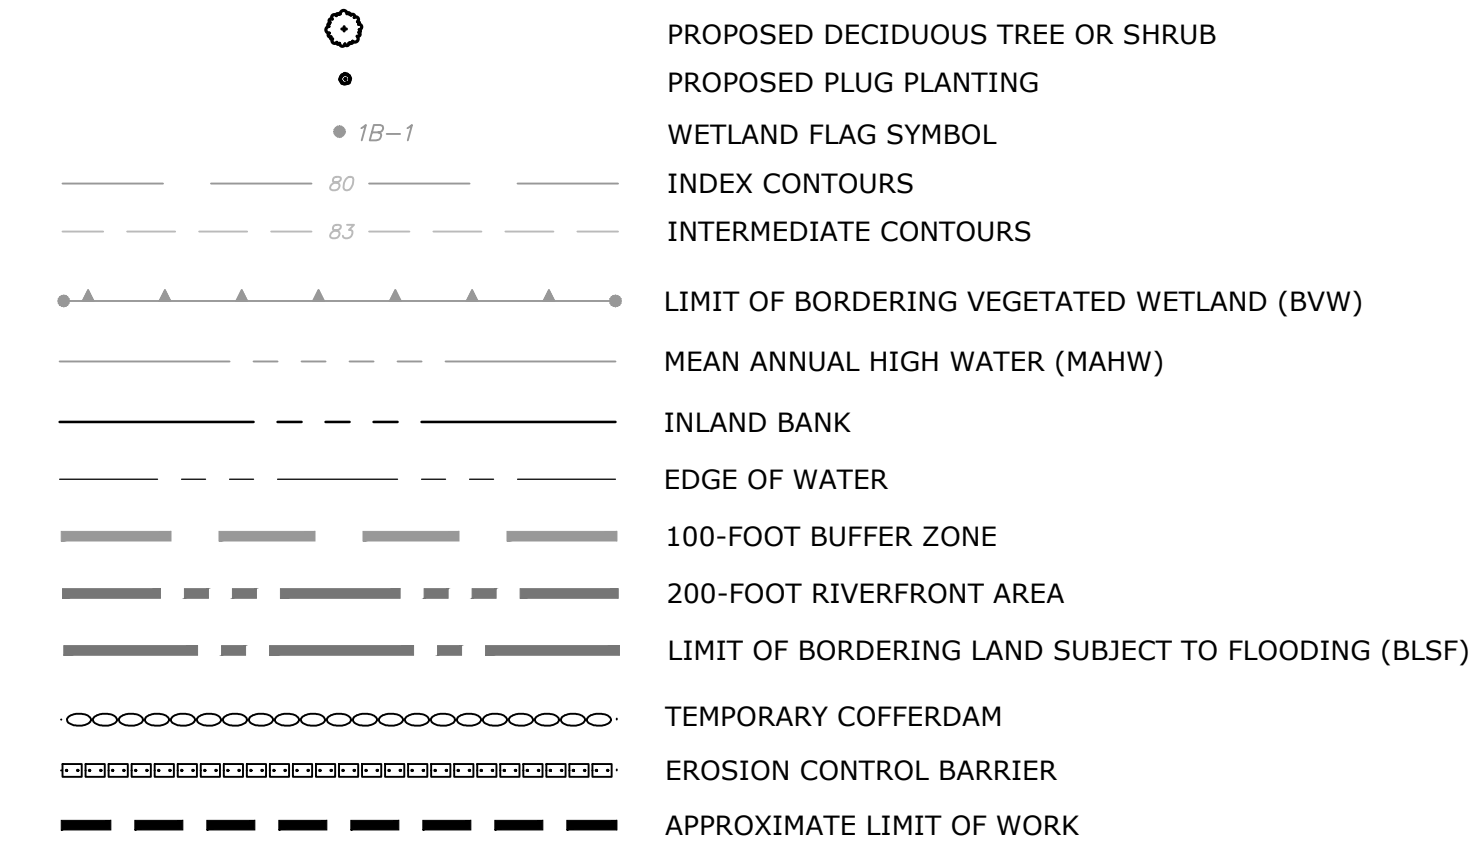 PROPOSED DECIDUOUS TREE OR SHRUB
PROPOSED PLUG PLANTING
1B-1 WETLAND FLAG SYMBOL
80 INDEX CONTOURS
83 INTERMEDIATE CONTOURS
LIMIT OF BORDERING VEGETATED WETLAND (BVW)
MEAN ANNUAL HIGH WATER (MAHW)
INLAND BANK
EDGE OF WATER
100-FOOT BUFFER ZONE
200-FOOT RIVERFRONT AREA
LIMIT OF BORDERING LAND SUBJECT TO FLOODING (BLSF)
TEMPORARY COFFERDAM
EROSION CONTROL BARRIER
APPROXIMATE LIMIT OF WORK